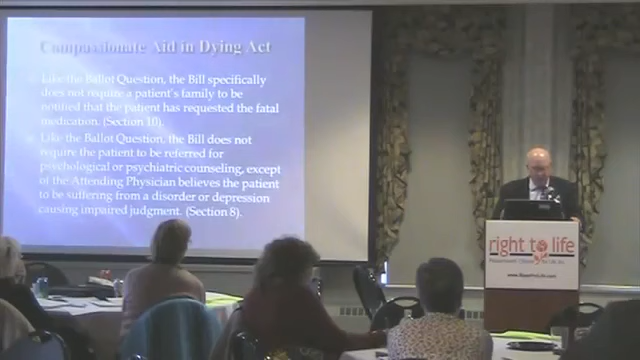 Compassionate Aid in Dying Act
Like the Ballot Question, the Bill specifically
does not require a patient's family to be
notified that the patient has requested the fatal
medication. (Section 10).
Like the Ballot Question, the Bill does not
require the patient to be referred for
psychological or psychiatric counseling, except
of the Attending Physician believes the patient
to be suffering from a disorder or depression
causing impaired judgment. (Section 8).
right to life